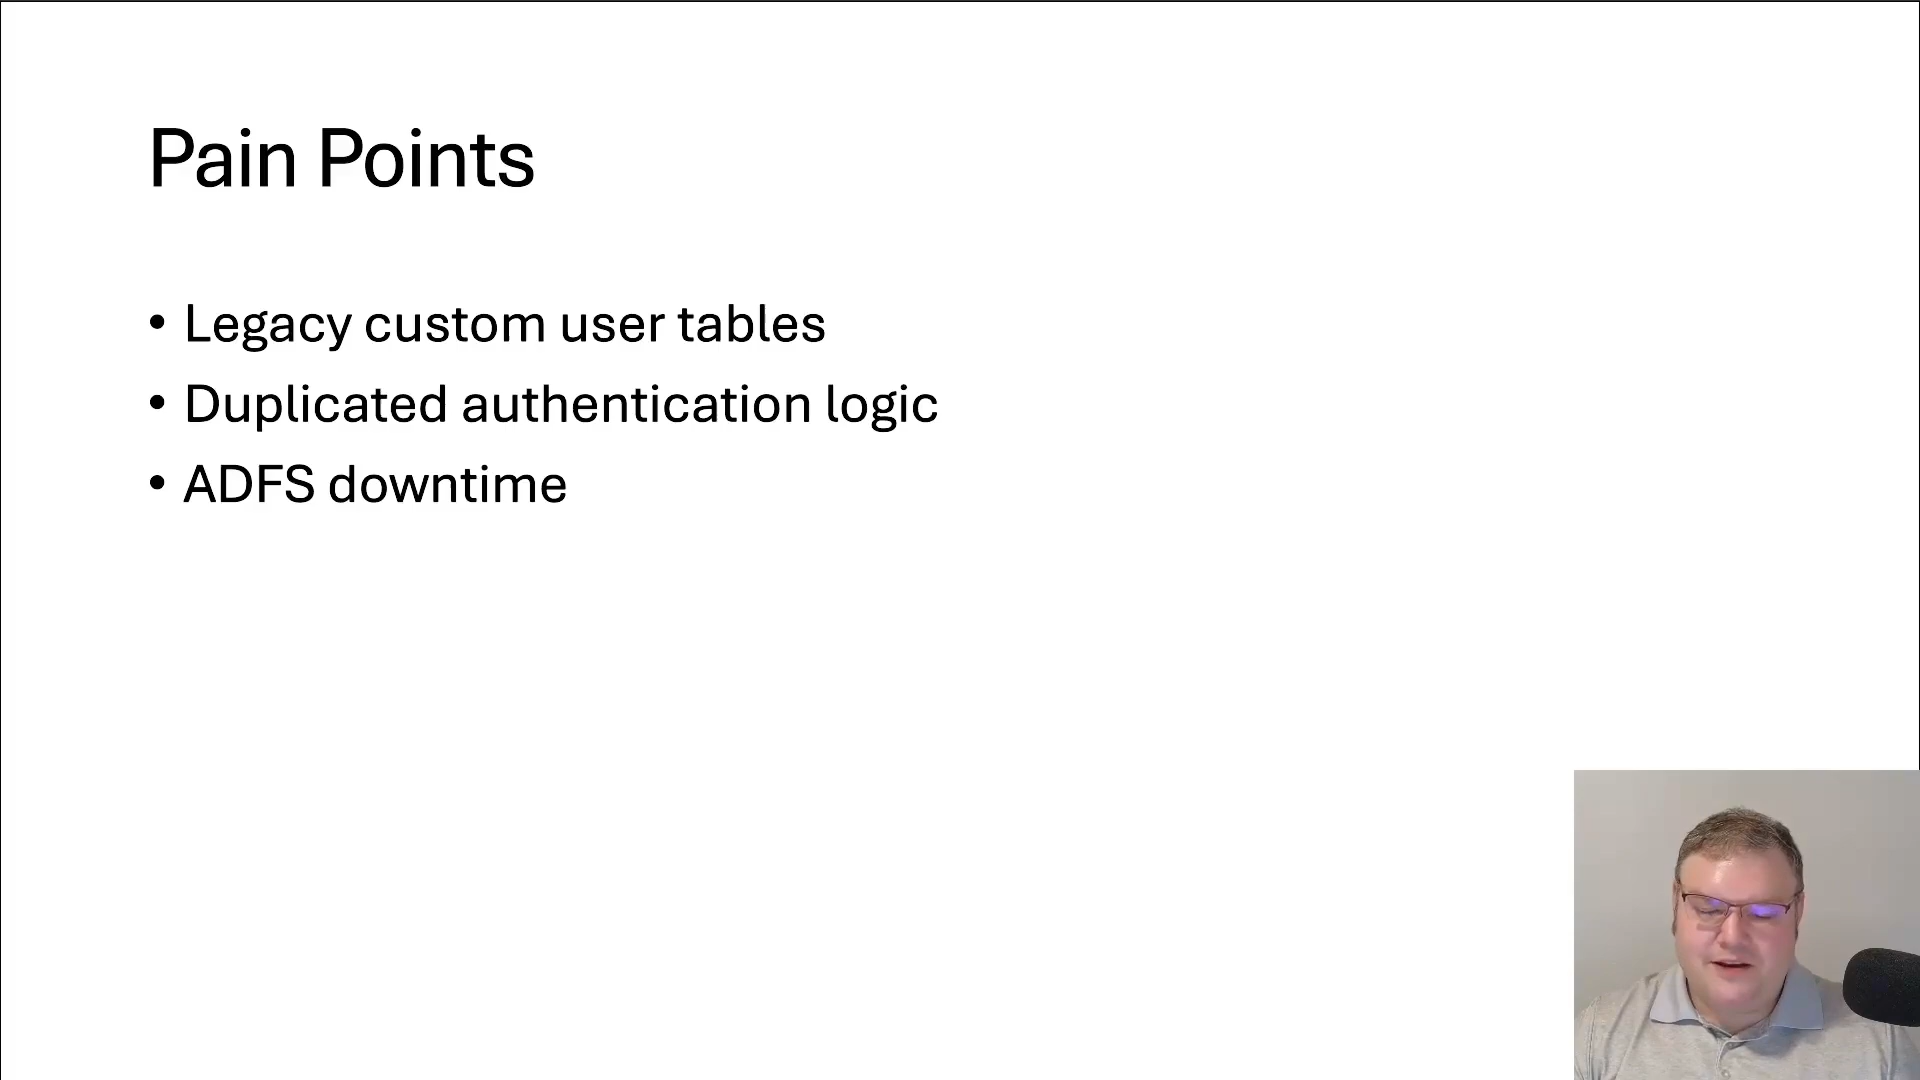 Pain Points
• Legacy custom user tables
• Duplicated authentication logic
• ADFS downtime